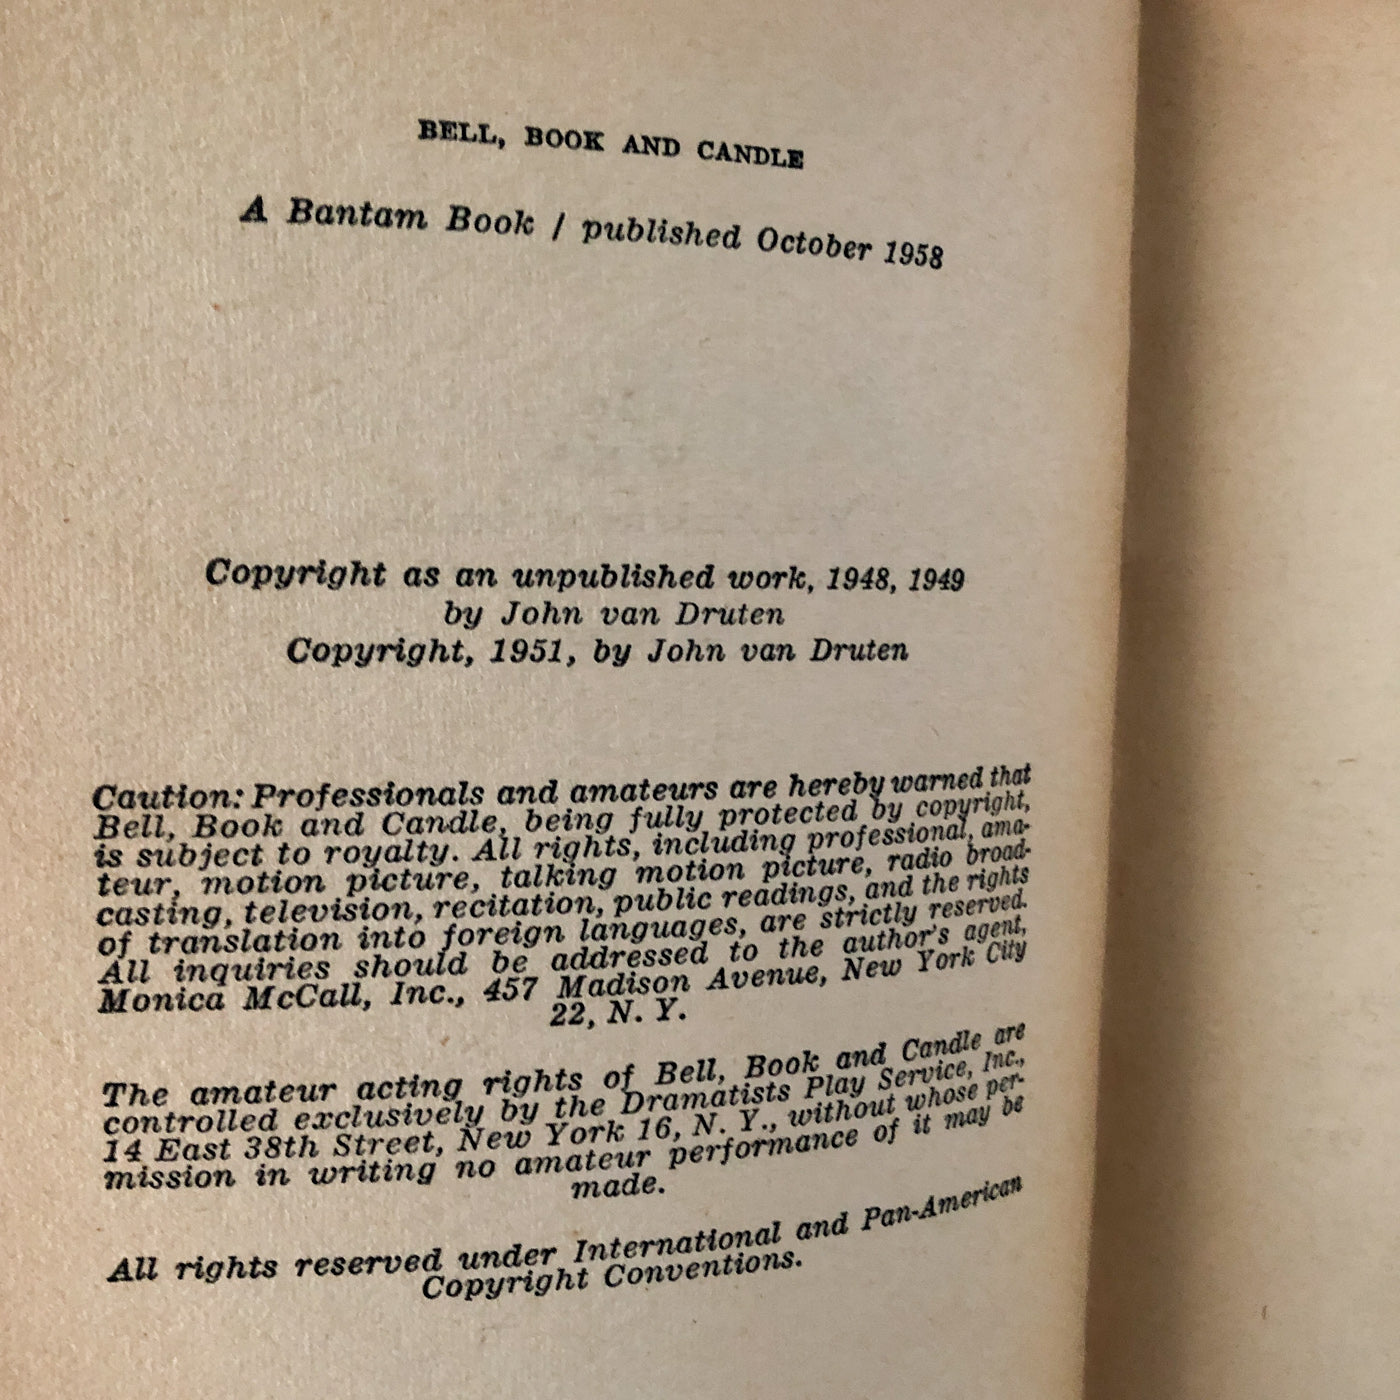 BELL, BOOK AND CANDLE
A Bantam Book / published October 1958
Copyright as an unpublished work, 1948, 1949
by John van Druten
Copyright, 1951, by John van Druten
Caution: Professionals and amateurs are hereby warned that
Bell, Book and Candle, being fully protected by copyright,
is subject to royalty. All rights, including professional, ama-
teur, motion picture, talking motion picture, radio broad-
casting, television, recitation, public readings, and the rights
of translation into foreign languages, are strictly reserved.
All inquiries should be addressed to the author's agent,
Monica McCall, Inc., 457 Madison Avenue, New York City
22, N. Y.
The amateur acting rights of Bell, Book and Candle are
controlled exclusively by the Dramatists Play Service, Inc.,
14 East 38th Street, New York 16, N. Y., without whose per-
mission in writing no amateur performance of it may be
made.
All rights reserved under International and Pan-American
Copyright Conventions.